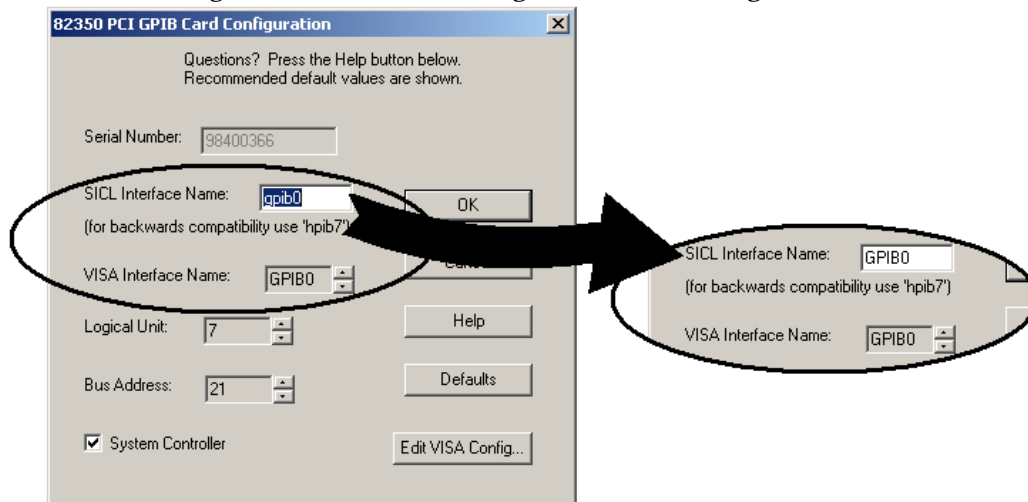 82350 PCI GPIB Card Configuration
Questions? Press the Help button below.
Recommended default values are shown.
Serial Number: 98400366
SICL Interface Name: gpib0
OK
(for backwards compatibility use 'hpib7')
VISA Interface Name: GPIB0
Logical Unit: 7
Help
Bus Address: 21
Defaults
System Controller
Edit VISA Config...
SICL Interface Name: GPIB0
(for backwards compatibility use 'hpib7')
VISA Interface Name: GPIB0